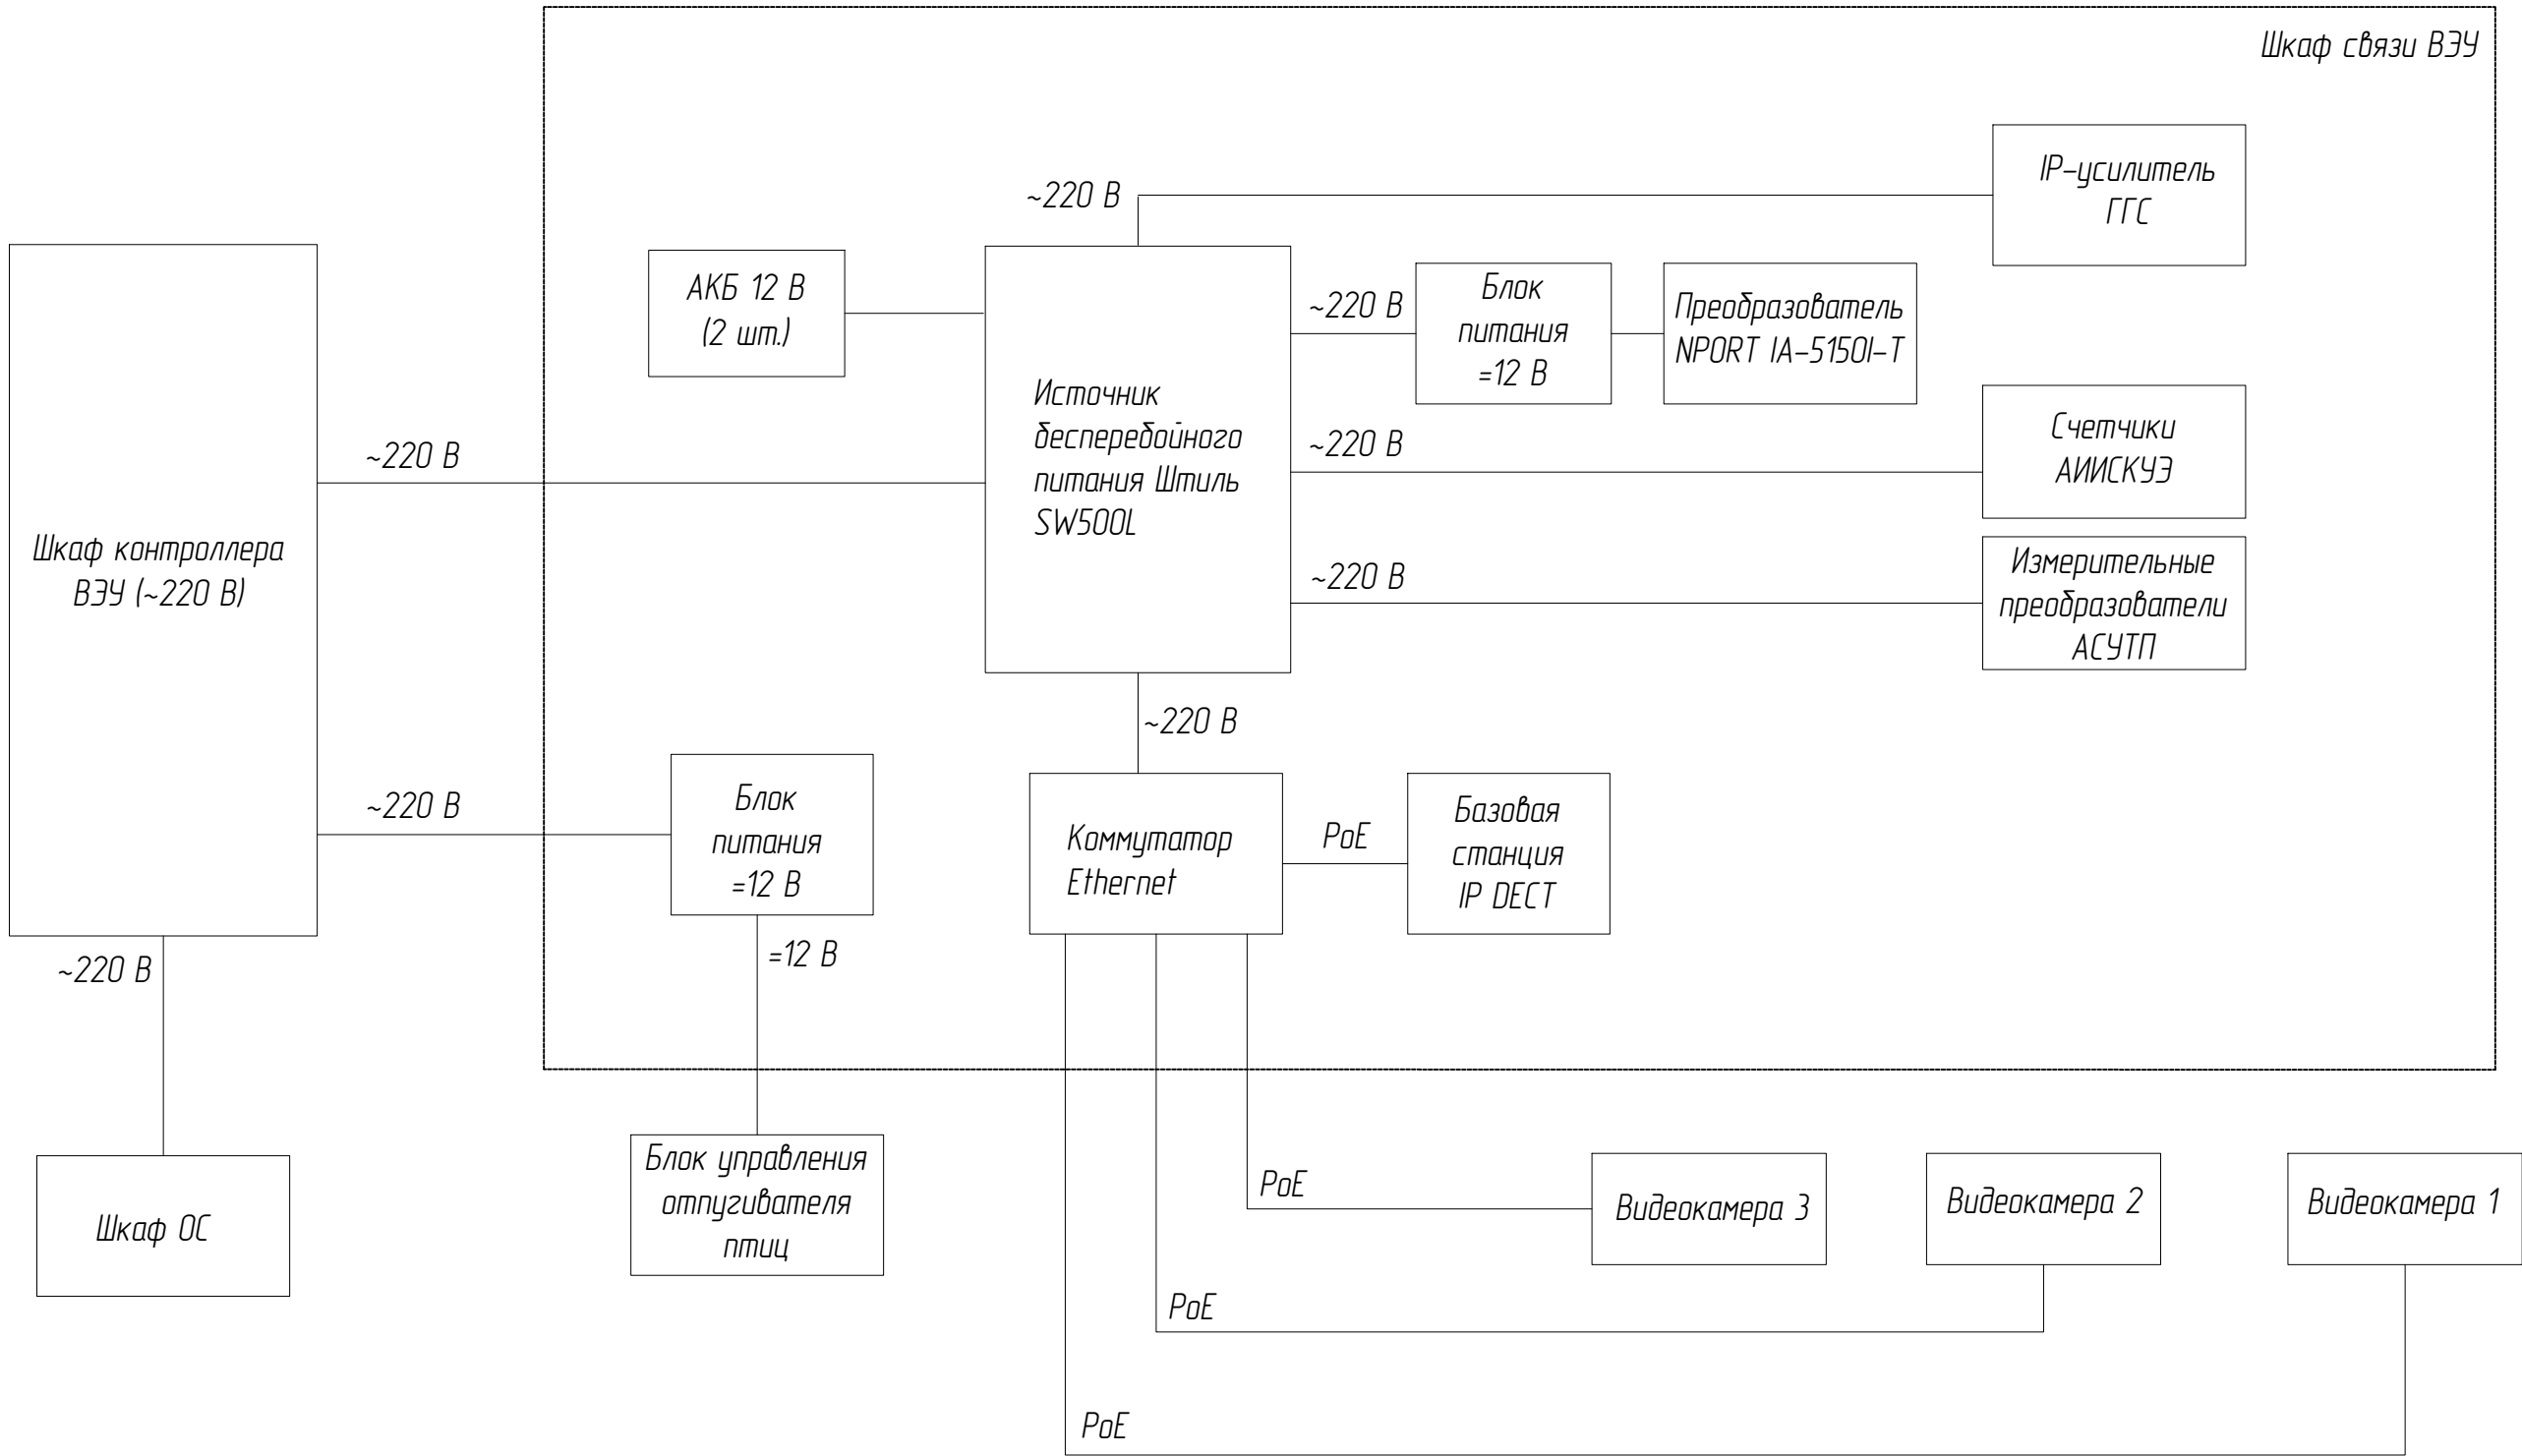 Шкаф связи ВЭУ
IP-усилитель
ГГС
~220 В
АКБ 12 В
(2 шт.)
~220 В
Блок
питания
=12 В
Преобразователь
NPORT IA-5150I-T
Источник
бесперебойного
питания Штиль
SW500L
~220 В
Счетчики
АИИСКУЭ
~220 В
Шкаф контроллера
ВЭУ (~220 В)
~220 В
Измерительные
преобразователи
АСУТП
~220 В
~220 В
Блок
питания
=12 В
Коммутатор
Ethernet
PoE
Базовая
станция
IP DECT
~220 В
=12 В
Шкаф ОС
Блок управления
отпугивателя
птиц
PoE
Видеокамера 3
Видеокамера 2
Видеокамера 1
PoE
PoE